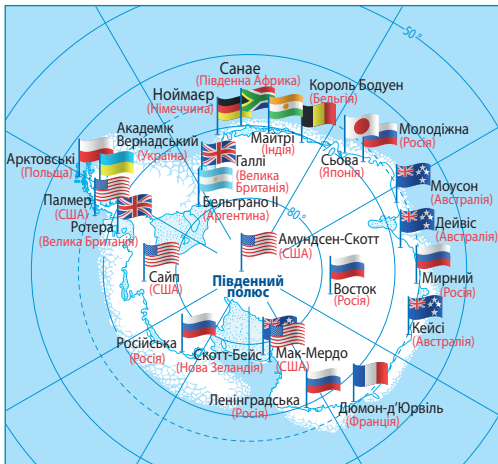 50°
Санае
(Південна Африка)
Ноймаєр
(Німеччина)
Король Бодуен
(Бельгія)
Академік
Вернадський
(Україна)
Майтрі
(Індія)
Молодіжна
(Росія)
Арктовські
(Польща)
Галлі
(Велика
Британія)
Сьова
(Японія)
Моусон
(Австралія)
Палмер
(США)
Бельграно II
(Аргентина)
60°
Ротера
(Велика Британія)
Дейвіс
(Австралія)
Амундсен-Скотт
(США)
Сайп
(США)
Південний
полюс
Восток
(Росія)
Мирний
(Росія)
Кейсі
(Австралія)
Російська
(Росія)
Скотт-Бейс
(Нова Зеландія)
Мак-Мердо
(США)
Ленінградська
(Росія)
Дюмон-д’Юрвіль
(Франція)